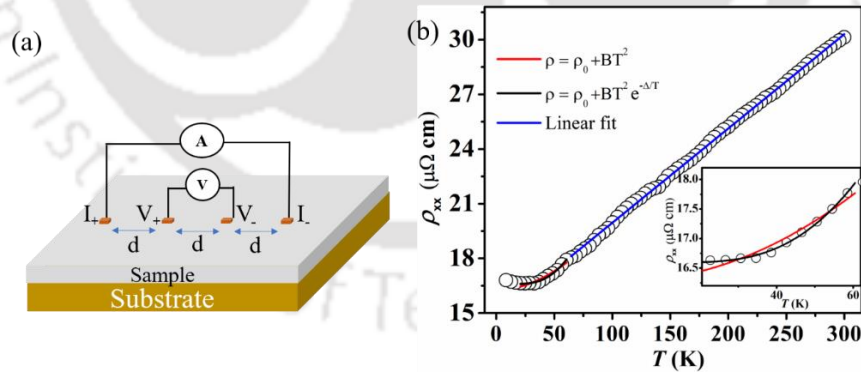 (a)
A
V
I₊ V₊ V₋ I₋
d d d
Sample
Substrate
(b)
ρ = ρ₀ +BT²
ρ = ρ₀ +BT² e^-Δ/T
Linear fit
ρxx (μΩ cm)
30
27
24
21
18
15
0 50 100 150 200 250 300
T (K)
ρxx (μΩ cm)
18.0
17.5
17.0
16.5
40 60
T (K)